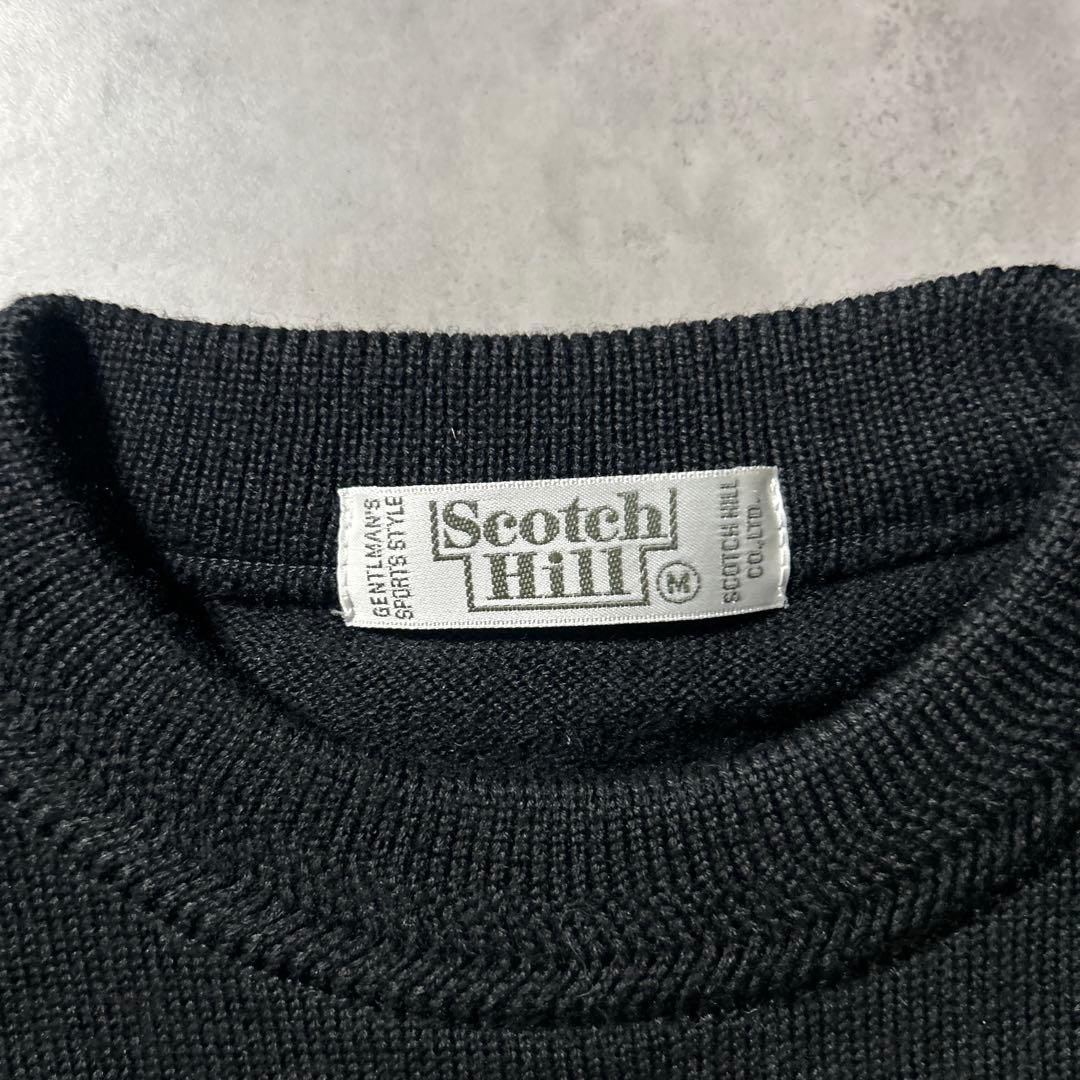 GENTLMAN'S
SPORTS STYLE
Scotch
Hill
M
SCOTCH HILL
CO.,LTD.